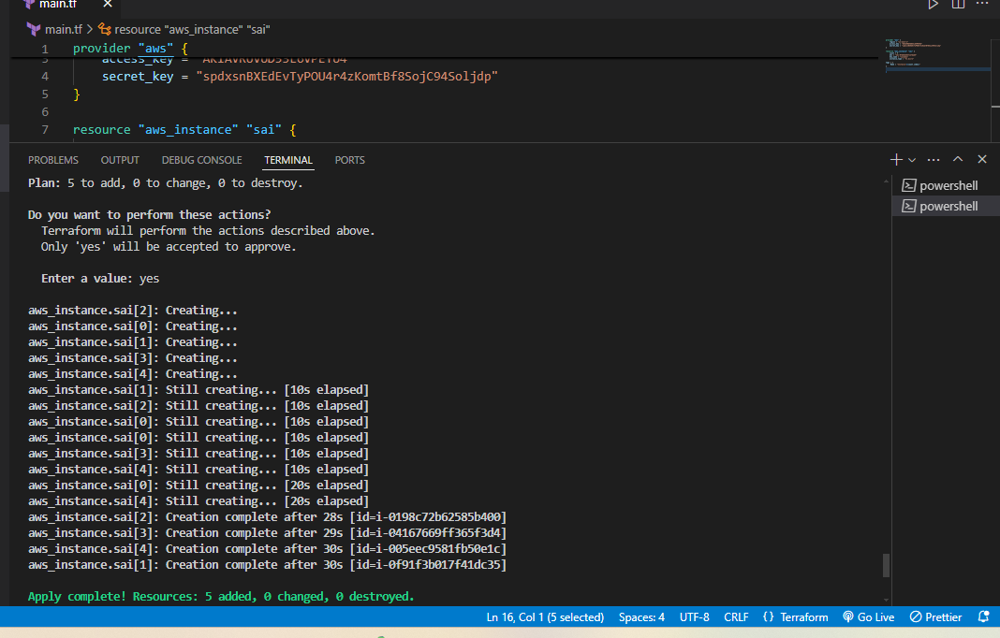 main.tf
main.tf > resource "aws_instance" "sai"
1 provider "aws" {
3 access_key =
4 secret_key = "spdxsnBXEdEvTyPOU4r4zKomtBf8SojC94Soljdp"
5 }
6
7 resource "aws_instance" "sai" {
PROBLEMS OUTPUT DEBUG CONSOLE TERMINAL PORTS
powershell
powershell
Plan: 5 to add, 0 to change, 0 to destroy.
Do you want to perform these actions?
Terraform will perform the actions described above.
Only 'yes' will be accepted to approve.
Enter a value: yes
aws_instance.sai[2]: Creating...
aws_instance.sai[0]: Creating...
aws_instance.sai[1]: Creating...
aws_instance.sai[3]: Creating...
aws_instance.sai[4]: Creating...
aws_instance.sai[1]: Still creating... [10s elapsed]
aws_instance.sai[2]: Still creating... [10s elapsed]
aws_instance.sai[0]: Still creating... [10s elapsed]
aws_instance.sai[0]: Still creating... [10s elapsed]
aws_instance.sai[3]: Still creating... [10s elapsed]
aws_instance.sai[4]: Still creating... [10s elapsed]
aws_instance.sai[0]: Still creating... [20s elapsed]
aws_instance.sai[4]: Still creating... [20s elapsed]
aws_instance.sai[2]: Creation complete after 28s [id=i-0198c72b62585b400]
aws_instance.sai[3]: Creation complete after 29s [id=i-04167669ff365f3d4]
aws_instance.sai[4]: Creation complete after 30s [id=i-005eec9581fb50e1c]
aws_instance.sai[1]: Creation complete after 30s [id=i-0f91f3b017f41dc35]
Apply complete! Resources: 5 added, 0 changed, 0 destroyed.
Ln 16, Col 1 (5 selected) Spaces: 4 UTF-8 CRLF {} Terraform Go Live Prettier